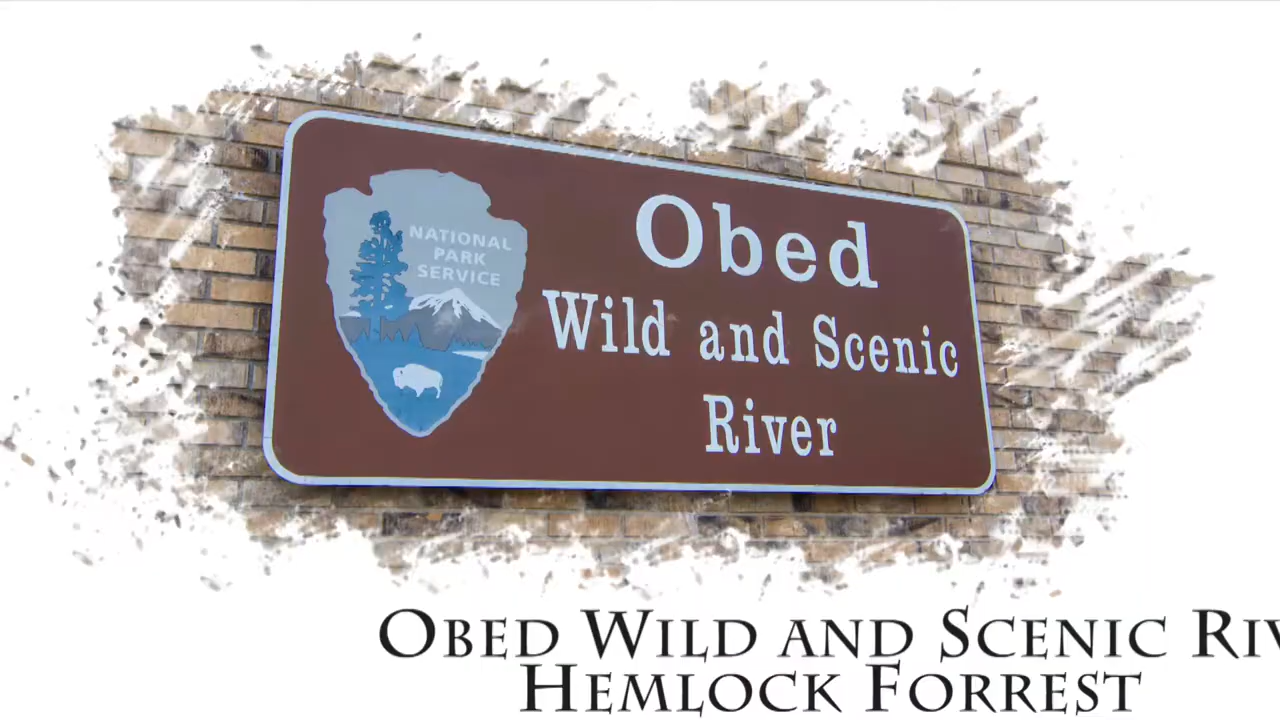 NATIONAL
PARK
SERVICE
Obed
Wild and Scenic
River
OBED WILD AND SCENIC RIV
HEMLOCK FORREST